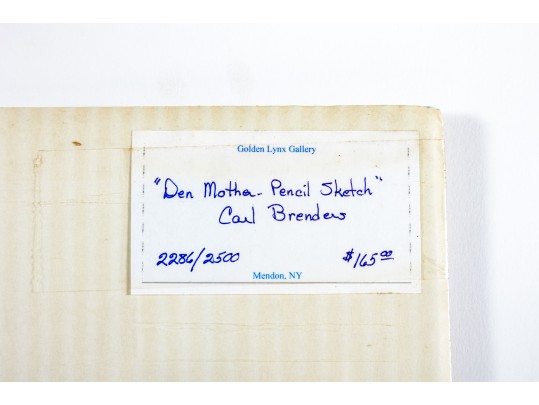 Golden Lynx Gallery
"Den Mother - Pencil Sketch"
Carl Brenders
2286/2500 $165.00
Mendon, NY